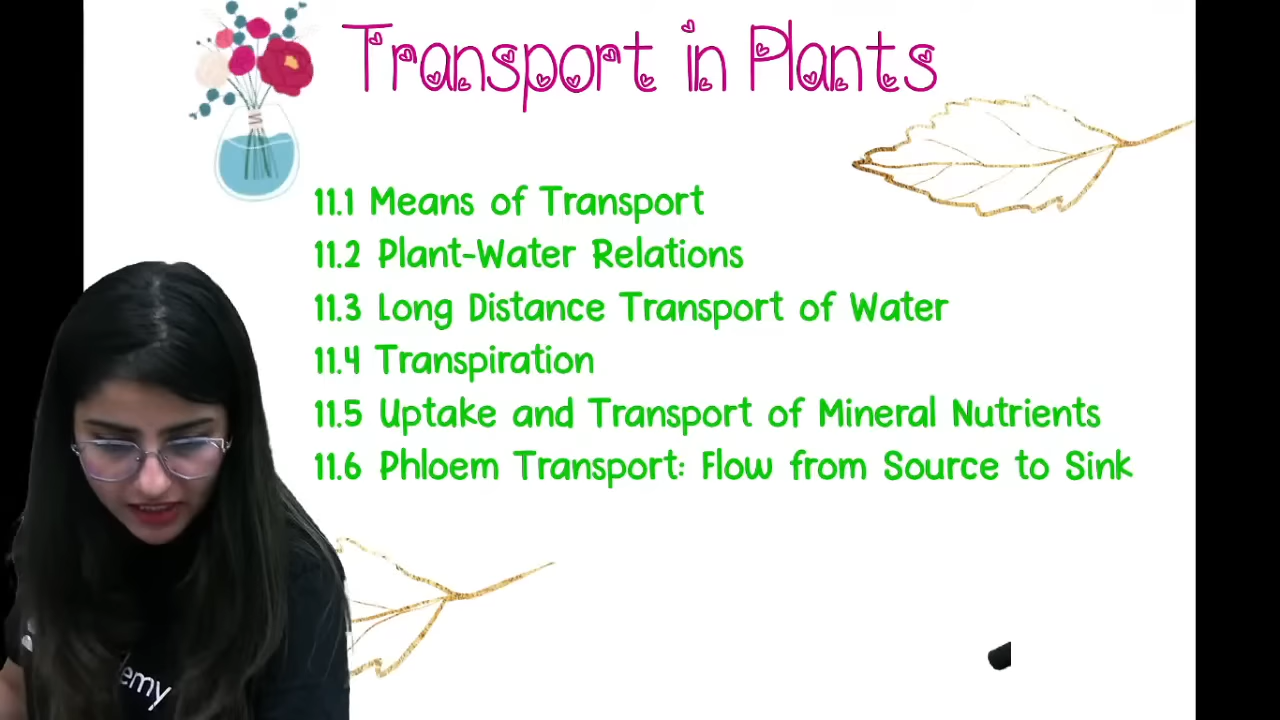 Transport in Plants
11.1 Means of Transport
11.2 Plant-Water Relations
11.3 Long Distance Transport of Water
11.4 Transpiration
11.5 Uptake and Transport of Mineral Nutrients
11.6 Phloem Transport: Flow from Source to Sink